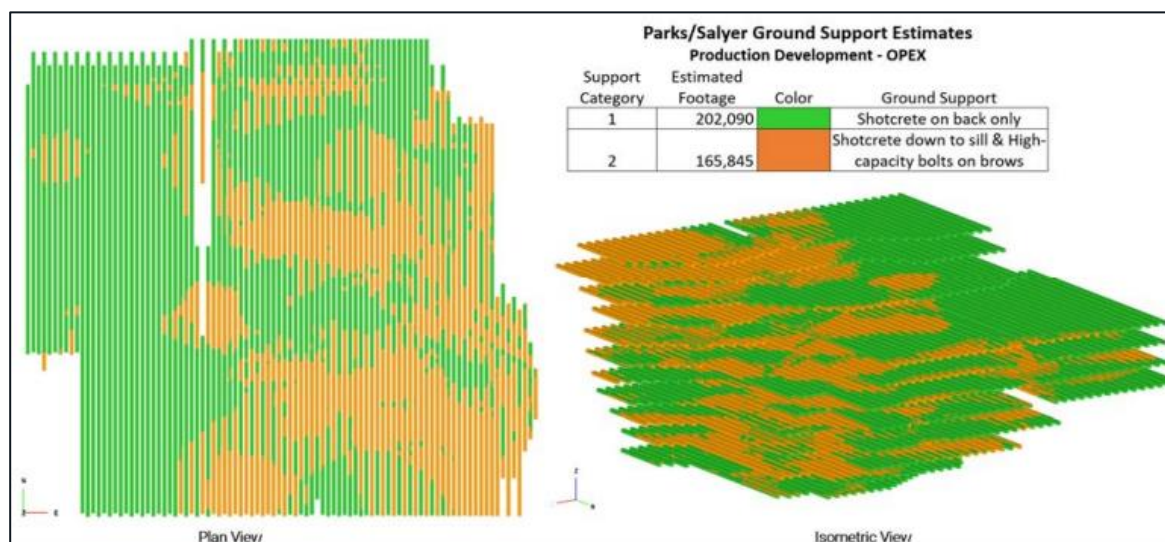 Parks/Salyer Ground Support Estimates
Production Development - OPEX
Support Category Estimated Footage Color Ground Support
1 202,090 Shotcrete on back only
2 165,845 Shotcrete down to sill & High-capacity bolts on brows
N
Z E
Z
Plan View
Isometric View